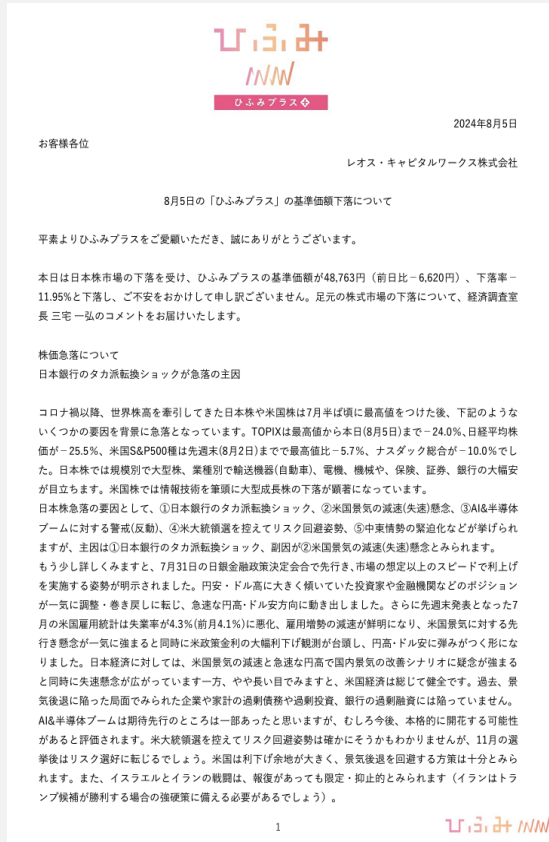 ひふみ
ひふみプラス
2024年8月5日
お客様各位
レオス・キャピタルワークス株式会社
8月5日の「ひふみプラス」の基準価額下落について
平素よりひふみプラスをご愛顧いただき、誠にありがとうございます。
本日は日本株市場の下落を受け、ひふみプラスの基準価額が48,763円（前日比－6,620円）、下落率－
11.95%と下落し、ご不安をおかけして申し訳ございません。足元の株式市場の下落について、経済調査室
長 三宅 一弘のコメントをお届けいたします。
株価急落について
日本銀行のタカ派転換ショックが急落の主因
コロナ禍以降、世界株高を牽引してきた日本株や米国株は7月半ば頃に最高値をつけた後、下記のような
いくつかの要因を背景に急落となっています。TOPIXは最高値から本日(8月5日)まで－24.0%、日経平均株
価が－25.5%、米国S&P500種は先週末(8月2日)までで最高値比－5.7%、ナスダック総合が－10.0%でし
た。日本株では規模別で大型株、業種別で輸送機器(自動車)、電機、機械や、保険、証券、銀行の大幅安
が目立ちます。米国株では情報技術を筆頭に大型成長株の下落が顕著になっています。
日本株急落の要因として、①日本銀行のタカ派転換ショック、②米国景気の減速(失速)懸念、③AI&半導体
ブームに対する警戒(反動)、④米大統領選を控えてリスク回避姿勢、⑤中東情勢の緊迫化などが挙げられ
ますが、主因は①日本銀行のタカ派転換ショック、副因が②米国景気の減速(失速)懸念とみられます。
もう少し詳しくみますと、7月31日の日銀金融政策決定会合で先行き、市場の想定以上のスピードで利上げ
を実施する姿勢が明示されました。円安・ドル高に大きく傾いていた投資家や金融機関などのポジション
が一気に調整・巻き戻しに転じ、急速な円高・ドル安方向に動き出しました。さらに先週末発表となった7
月の米国雇用統計は失業率が4.3%(前月4.1%)に悪化、雇用増勢の減速が鮮明になり、米国景気に対する先
行き懸念が一気に強まると同時に米政策金利の大幅利下げ観測が台頭し、円高・ドル安に弾みがつく形にな
りました。日本経済に対しては、米国景気の減速と急速な円高で国内景気の改善シナリオに疑念が強まる
と同時に失速懸念が広がっています一方、やや長い目でみますと、米国経済は総じて健全です。過去、景
気後退に陥った局面でみられた企業や家計の過剰債務や過剰投資、銀行の過剰融資には陥っていません。
AI&半導体ブームは期待先行のところは一部あったと思いますが、むしろ今後、本格的に開花する可能性
があると評価されます。米大統領選を控えてリスク回避姿勢は確かにそうかもわかりませんが、11月の選
挙後はリスク選好に転じるでしょう。米国は利下げ余地が大きく、景気後退を回避する方策は十分とみら
れます。また、イスラエルとイランの戦闘は、報復があっても限定・抑止的とみられます（イランはトラ
ンプ候補が勝利する場合の強硬策に備える必要があるでしょう）。
1
ひふみ